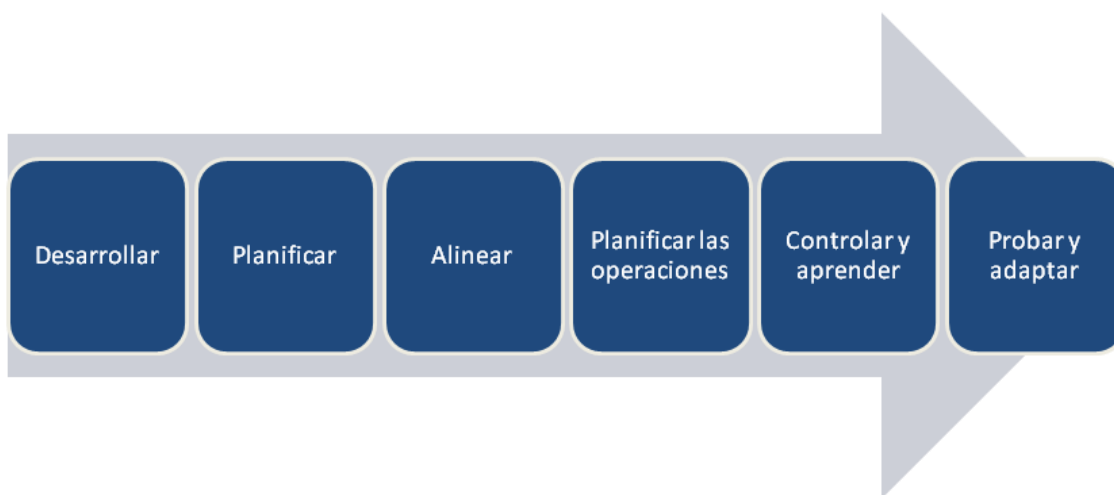 Desarrollar
Planificar
Alinear
Planificar las
operaciones
Controlar y
aprender
Probar y
adaptar